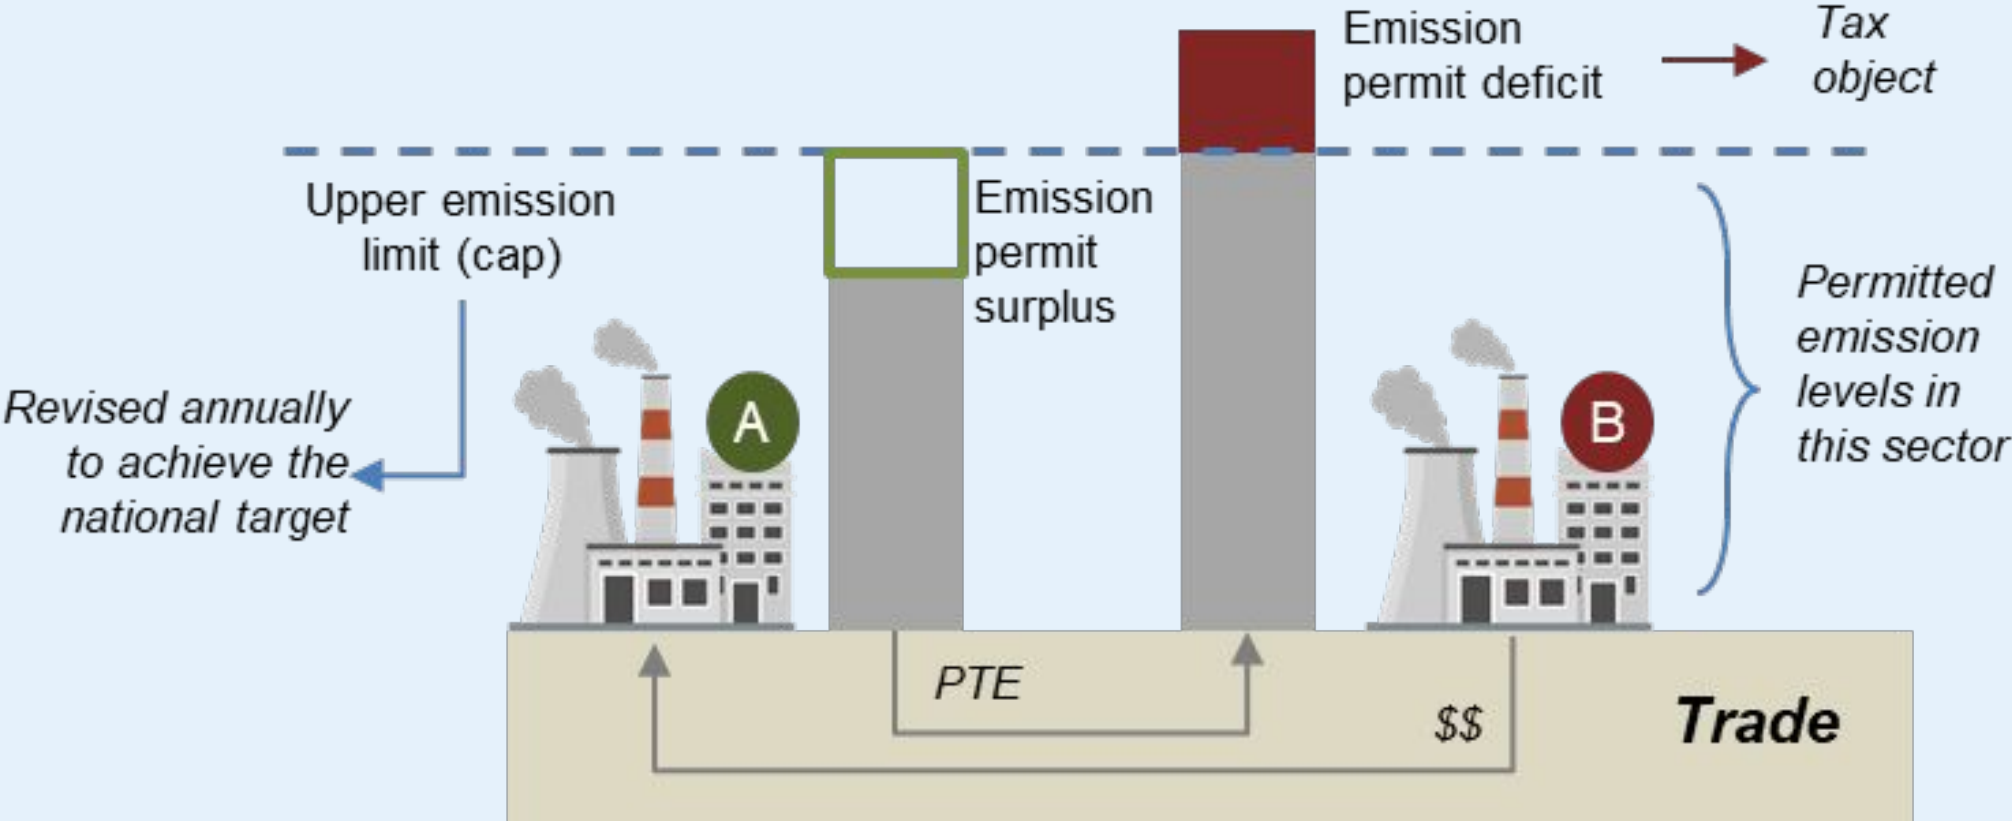 Emission
permit deficit
Tax
object
Upper emission
limit (cap)
Emission
permit
surplus
Revised annually
to achieve the
national target
A
B
Permitted
emission
levels in
this sector
PTE
$$
Trade